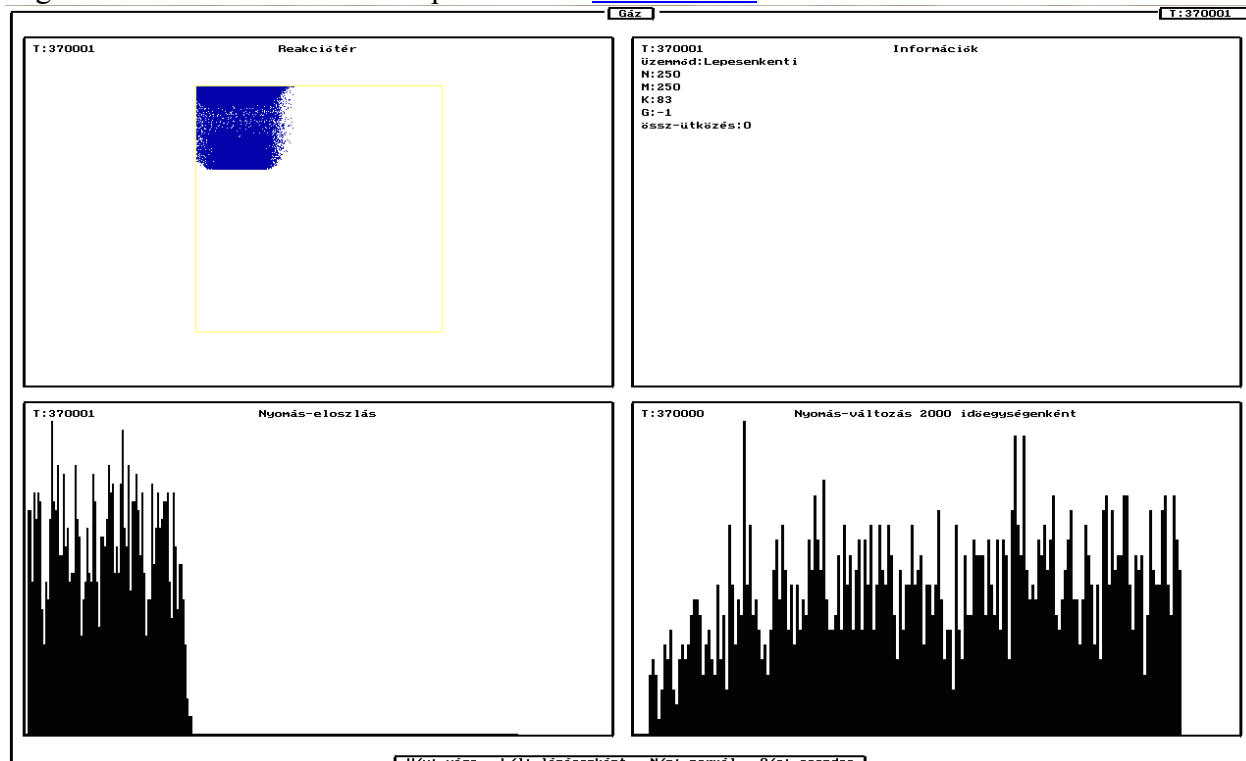 Gáz
T:370001
T:370001 Reakciótér
T:370001 Információk
üzemmód:Lepesenkenti
N:250
M:250
K:83
G:-1
össz-ütközés:0
T:370001 Nyomás-eloszlás
T:370000 Nyomás-változás 2000 idöegységenként